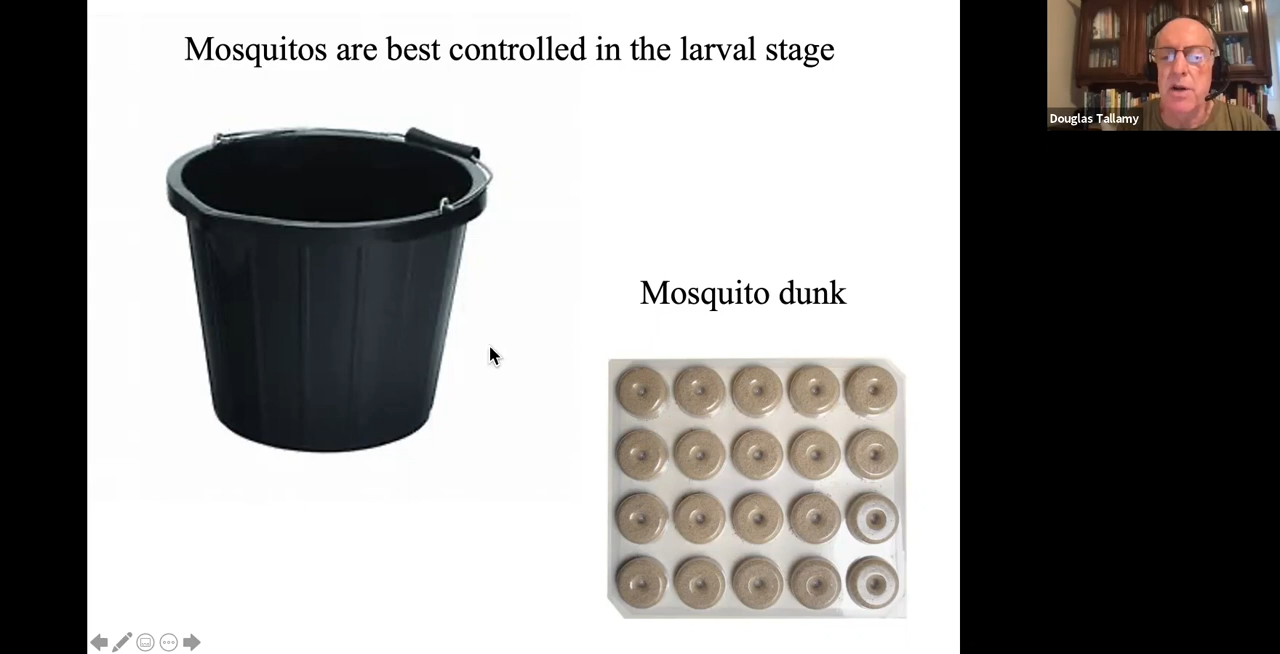 Mosquitos are best controlled in the larval stage
Douglas Tallamy
Mosquito dunk